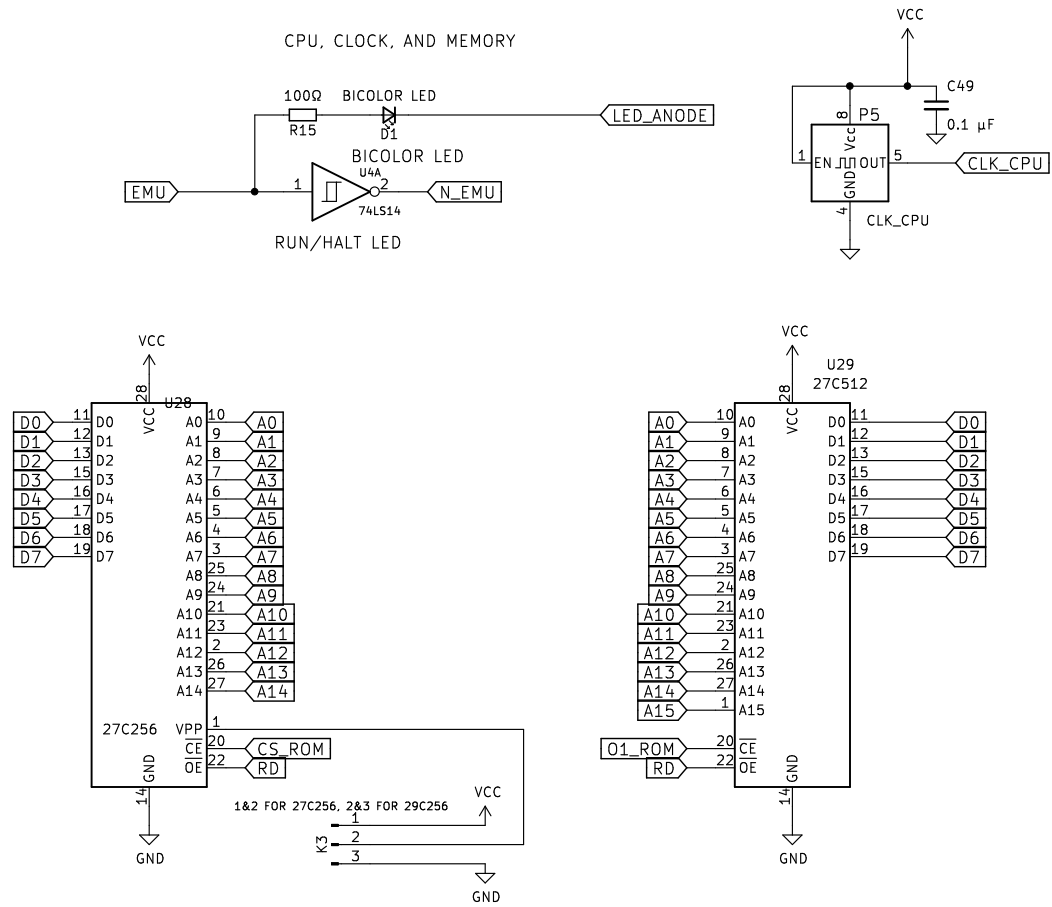 CPU, CLOCK, AND MEMORY
100Ω
R15
BICOLOR LED
D1
LED_ANODE
BICOLOR LED
EMU
1
U4A
2
74LS14
N_EMU
RUN/HALT LED
VCC
C49
0.1 μF
8
P5
Vcc
1
EN
OUT
5
CLK_CPU
GND
4
CLK_CPU
VCC
28
U28
VCC
D0 11 D0 A0 10 A0
D1 12 D1 A1 9 A1
D2 13 D2 A2 8 A2
D3 15 D3 A3 7 A3
D4 16 D4 A4 6 A4
D5 17 D5 A5 5 A5
D6 18 D6 A6 4 A6
D7 19 D7 A7 3 A7
A8 25 A8
A9 24 A9
A10 21 A10
A11 23 A11
A12 2 A12
A13 26 A13
A14 27 A14
27C256 VPP 1
CE 20 CS_ROM
OE 22 RD
GND
14
GND
1&2 FOR 27C256, 2&3 FOR 29C256
VCC
K3
1
2
3
GND
VCC
U29
27C512
28
VCC
A0 10 A0 D0 11 D0
A1 9 A1 D1 12 D1
A2 8 A2 D2 13 D2
A3 7 A3 D3 15 D3
A4 6 A4 D4 16 D4
A5 5 A5 D5 17 D5
A6 4 A6 D6 18 D6
A7 3 A7 D7 19 D7
A8 25 A8
A9 24 A9
A10 21 A10
A11 23 A11
A12 2 A12
A13 26 A13
A14 27 A14
A15 1 A15
O1_ROM 20 CE
RD 22 OE
GND
14
GND